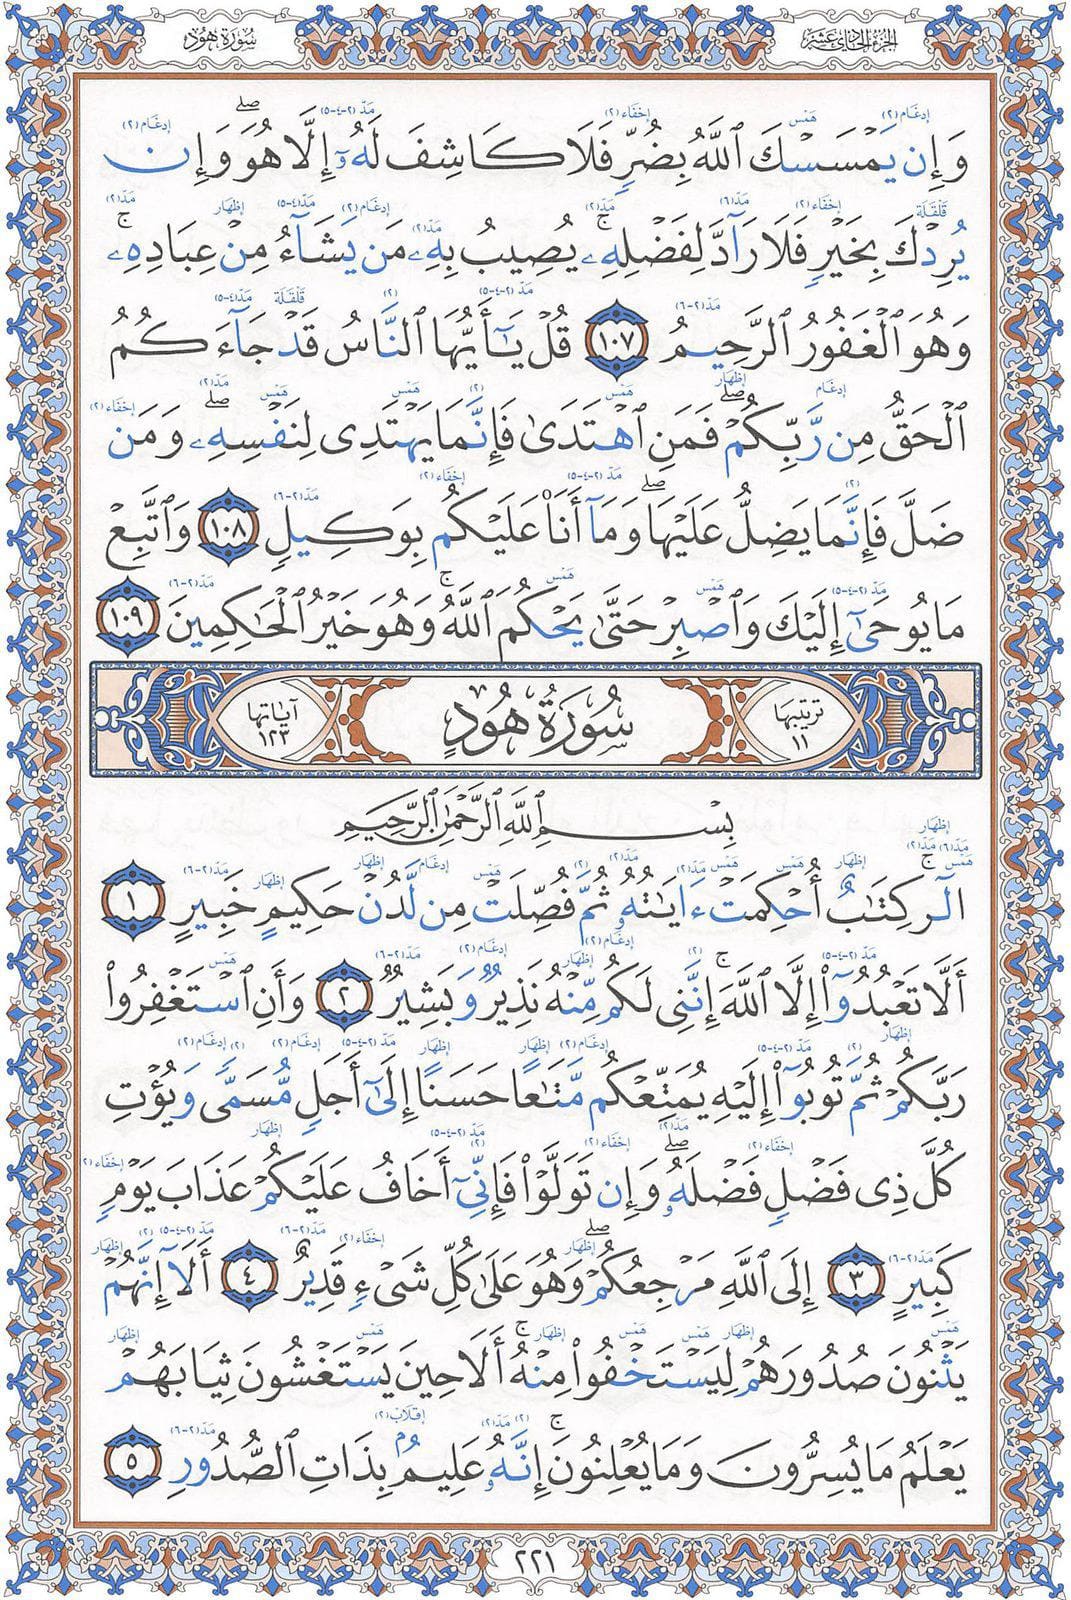 سورة هود
الجزء الحادي عشر
وَإِن يَمْسَسْكَ ٱللَّهُ بِضُرٍّ فَلَا كَاشِفَ لَهُۥٓ إِلَّا هُوَ ۖ وَإِن
يُرِدْكَ بِخَيْرٍ فَلَا رَآدَّ لِفَضْلِهِۦ ۚ يُصِيبُ بِهِۦ مَن يَشَآءُ مِنْ عِبَادِهِۦ ۚ
وَهُوَ ٱلْغَفُورُ ٱلرَّحِيمُ ١٠٧ قُلْ يَـٰٓأَيُّهَا ٱلنَّاسُ قَدْ جَآءَكُمُ
ٱلْحَقُّ مِن رَّبِّكُمْ ۖ فَمَنِ ٱهْتَدَىٰ فَإِنَّمَا يَهْتَدِى لِنَفْسِهِۦ ۖ وَمَن
ضَلَّ فَإِنَّمَا يَضِلُّ عَلَيْهَا ۖ وَمَآ أَنَا۠ عَلَيْكُم بِوَكِيلٍ ١٠٨ وَٱتَّبِعْ
مَا يُوحَىٰٓ إِلَيْكَ وَٱصْبِرْ حَتَّىٰ يَحْكُمَ ٱللَّهُ ۚ وَهُوَ خَيْرُ ٱلْحَـٰكِمِينَ ١٠٩
ترتيبها ١١ سُورَةُ هُودٍ آياتها ١٢٣
بِسْمِ ٱللَّهِ ٱلرَّحْمَـٰنِ ٱلرَّحِيمِ
الٓر ۚ كِتَـٰبٌ أُحْكِمَتْ ءَايَـٰتُهُۥ ثُمَّ فُصِّلَتْ مِن لَّدُنْ حَكِيمٍ خَبِيرٍ ١
أَلَّا تَعْبُدُوٓا۟ إِلَّا ٱللَّهَ ۚ إِنَّنِى لَكُم مِّنْهُ نَذِيرٌ وَبَشِيرٌ ٢ وَأَنِ ٱسْتَغْفِرُوا۟
رَبَّكُمْ ثُمَّ تُوبُوٓا۟ إِلَيْهِ يُمَتِّعْكُم مَّتَـٰعًا حَسَنًا إِلَىٰٓ أَجَلٍ مُّسَمًّى وَيُؤْتِ
كُلَّ ذِى فَضْلٍ فَضْلَهُۥ ۖ وَإِن تَوَلَّوْا۟ فَإِنِّىٓ أَخَافُ عَلَيْكُمْ عَذَابَ يَوْمٍ
كَبِيرٍ ٣ إِلَى ٱللَّهِ مَرْجِعُكُمْ ۖ وَهُوَ عَلَىٰ كُلِّ شَىْءٍ قَدِيرٌ ٤ أَلَآ إِنَّهُمْ
يَثْنُونَ صُدُورَهُمْ لِيَسْتَخْفُوا۟ مِنْهُ ۚ أَلَا حِينَ يَسْتَغْشُونَ ثِيَابَهُمْ
يَعْلَمُ مَا يُسِرُّونَ وَمَا يُعْلِنُونَ ۚ إِنَّهُۥ عَلِيمٌۢ بِذَاتِ ٱلصُّدُورِ ٥
٢٢١